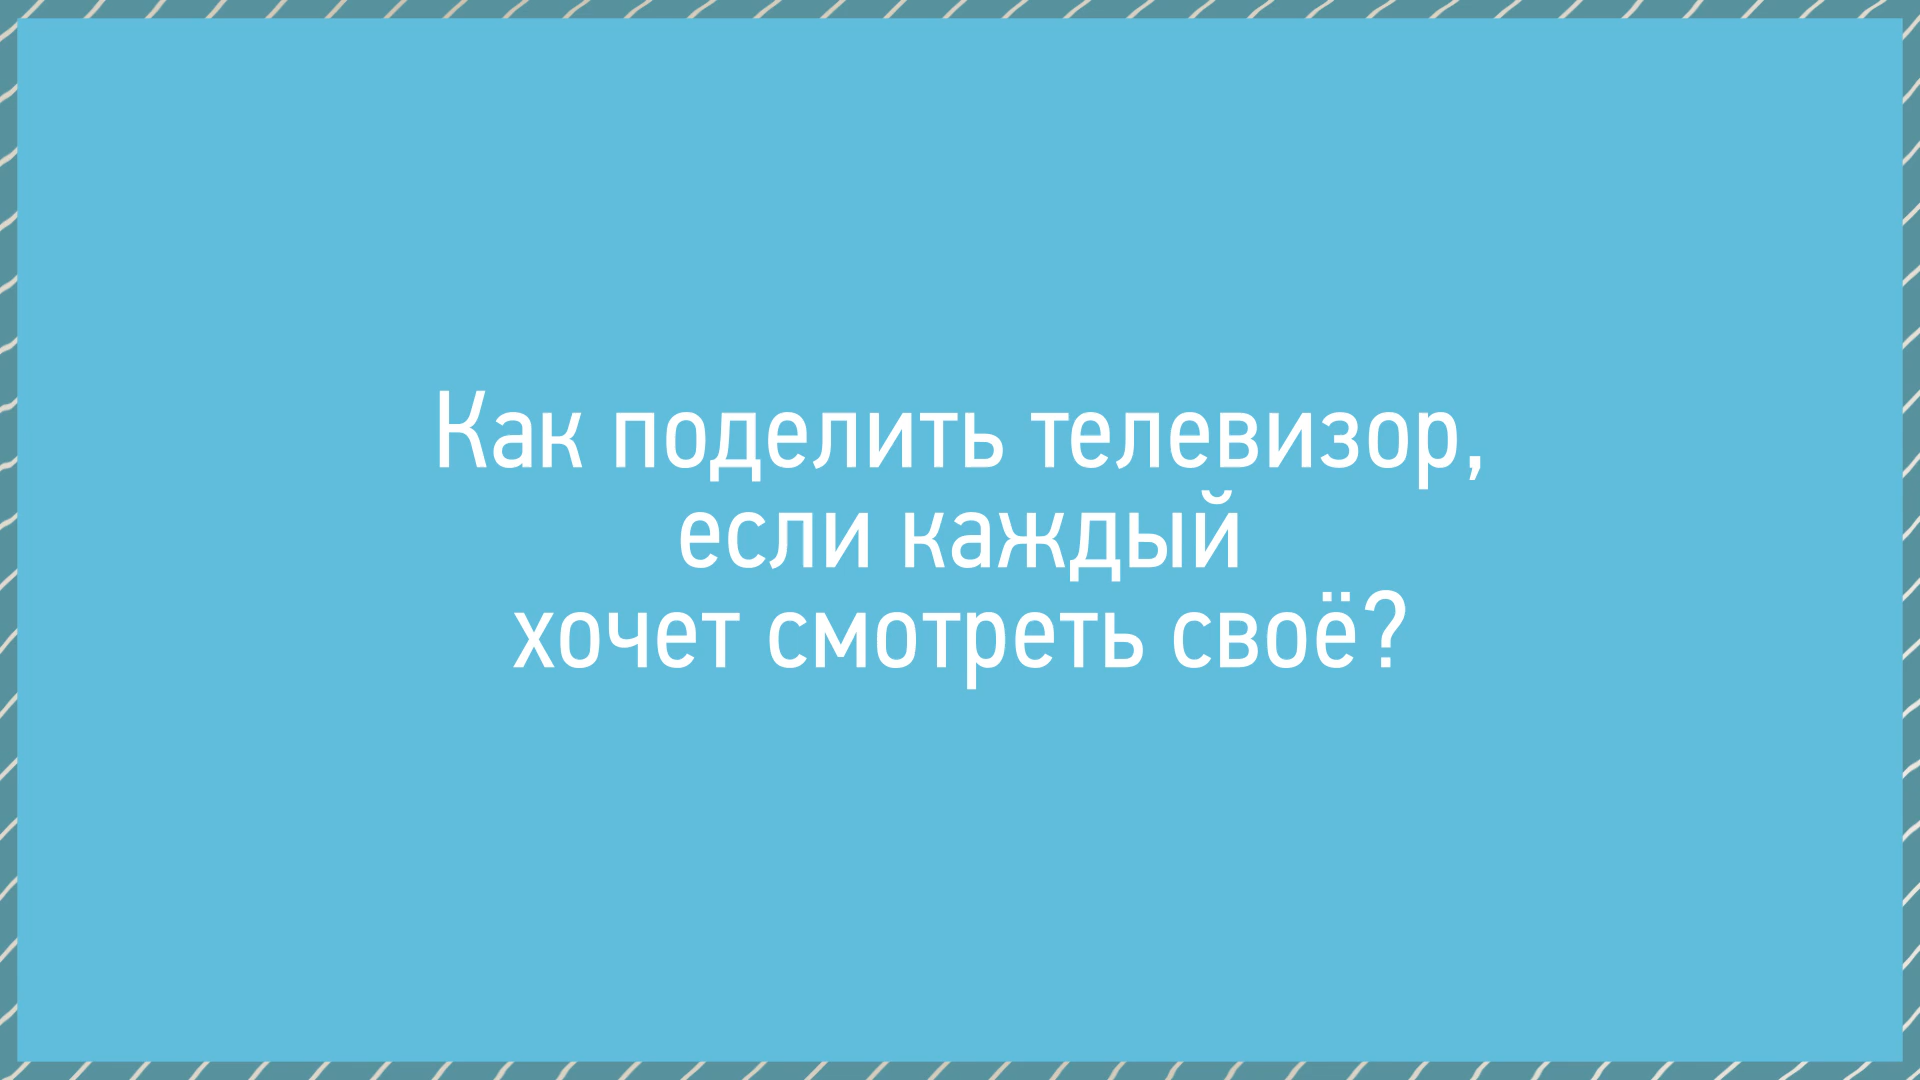 Как поделить телевизор,
если каждый
хочет смотреть своё?